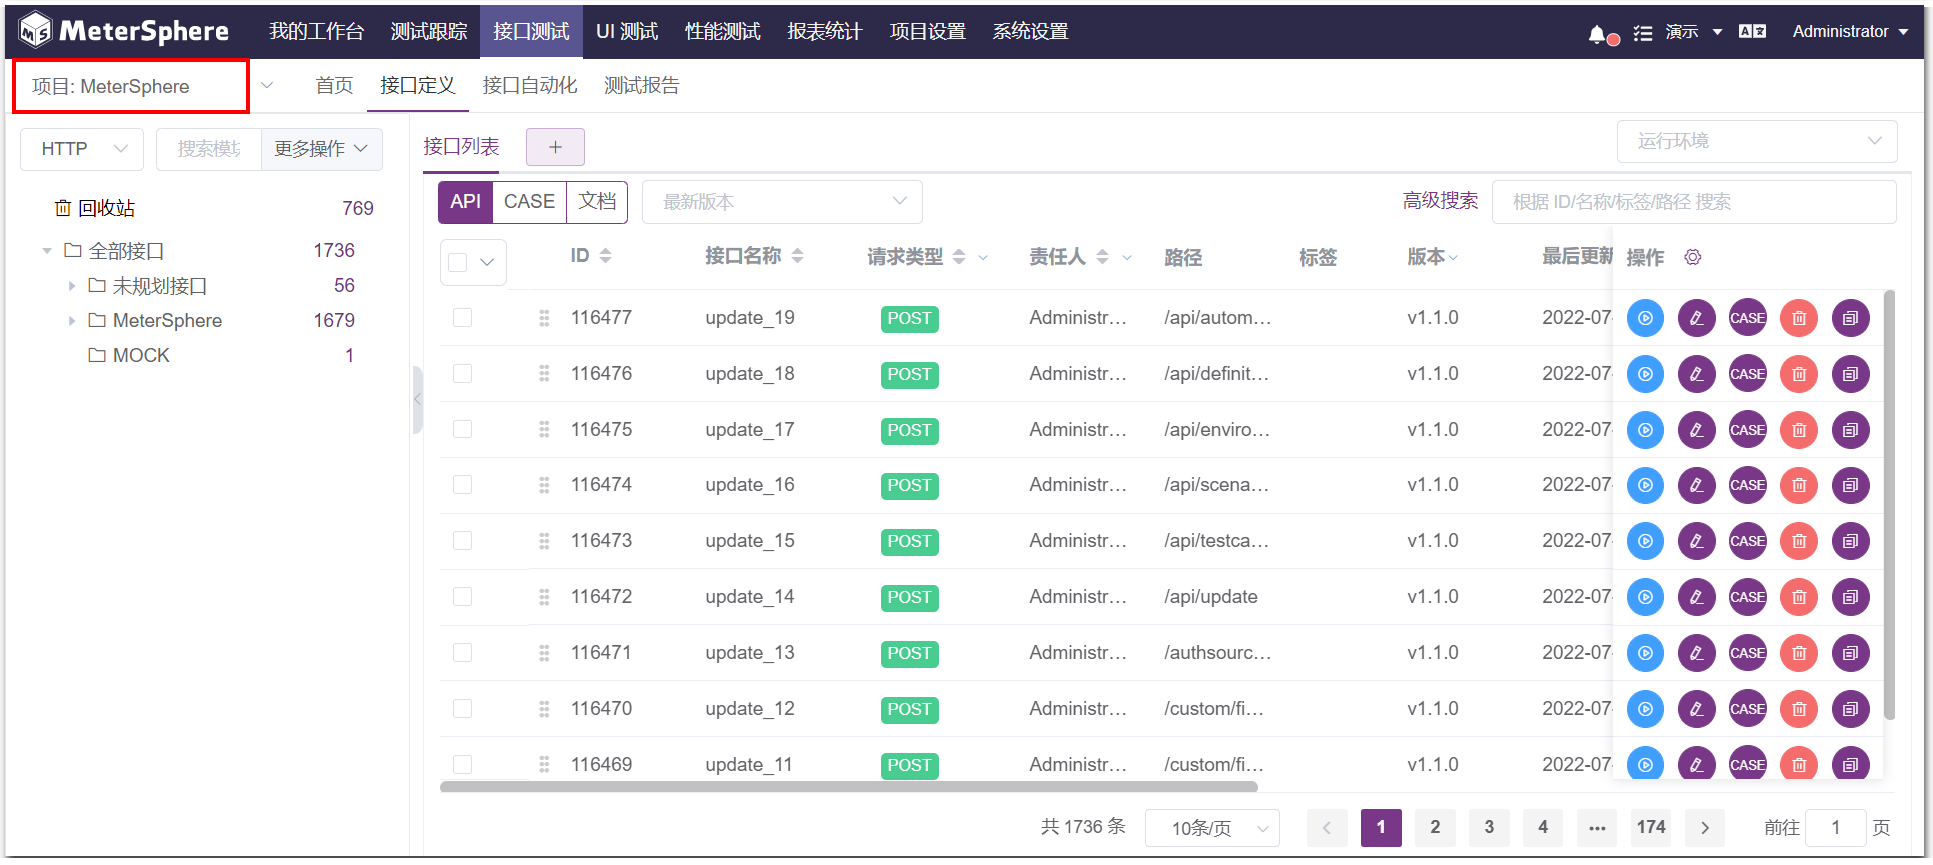 MeterSphere 我的工作台 测试跟踪 接口测试 UI 测试 性能测试 报表统计 项目设置 系统设置 演示 Administrator
项目: MeterSphere 首页 接口定义 接口自动化 测试报告
HTTP 搜索模块 更多操作
回收站 769
全部接口 1736
未规划接口 56
MeterSphere 1679
MOCK 1
接口列表 + 运行环境
API CASE 文档 最新版本 高级搜索 根据 ID/名称/标签/路径 搜索
ID 接口名称 请求类型 责任人 路径 标签 版本 最后更新 操作
116477 update_19 POST Administr... /api/autom... v1.1.0 2022-07- CASE
116476 update_18 POST Administr... /api/definit... v1.1.0 2022-07- CASE
116475 update_17 POST Administr... /api/enviro... v1.1.0 2022-07- CASE
116474 update_16 POST Administr... /api/scena... v1.1.0 2022-07- CASE
116473 update_15 POST Administr... /api/testca... v1.1.0 2022-07- CASE
116472 update_14 POST Administr... /api/update v1.1.0 2022-07- CASE
116471 update_13 POST Administr... /authsourc... v1.1.0 2022-07- CASE
116470 update_12 POST Administr... /custom/fi... v1.1.0 2022-07- CASE
116469 update_11 POST Administr... /custom/fi... v1.1.0 2022-07- CASE
共 1736 条 10条/页 < 1 2 3 4 ... 174 > 前往 1 页